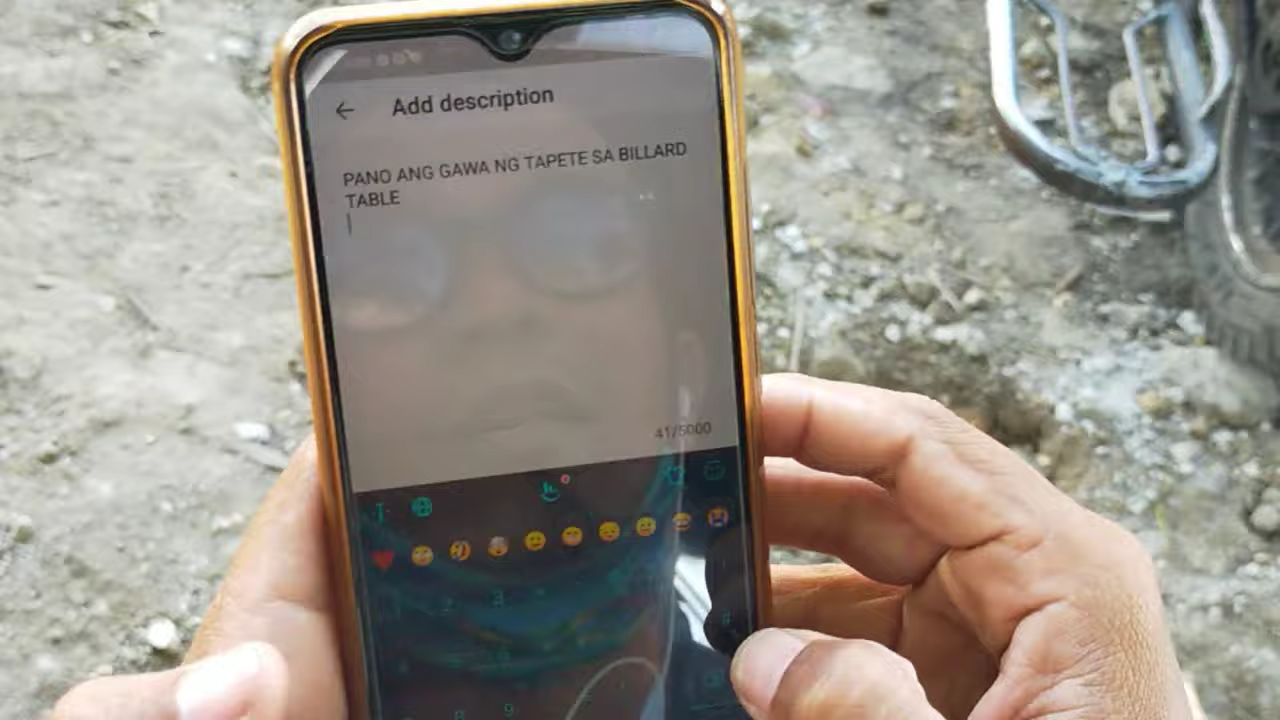 Add description
PANO ANG GAWA NG TAPETE SA BILLARD
TABLE
41/5000